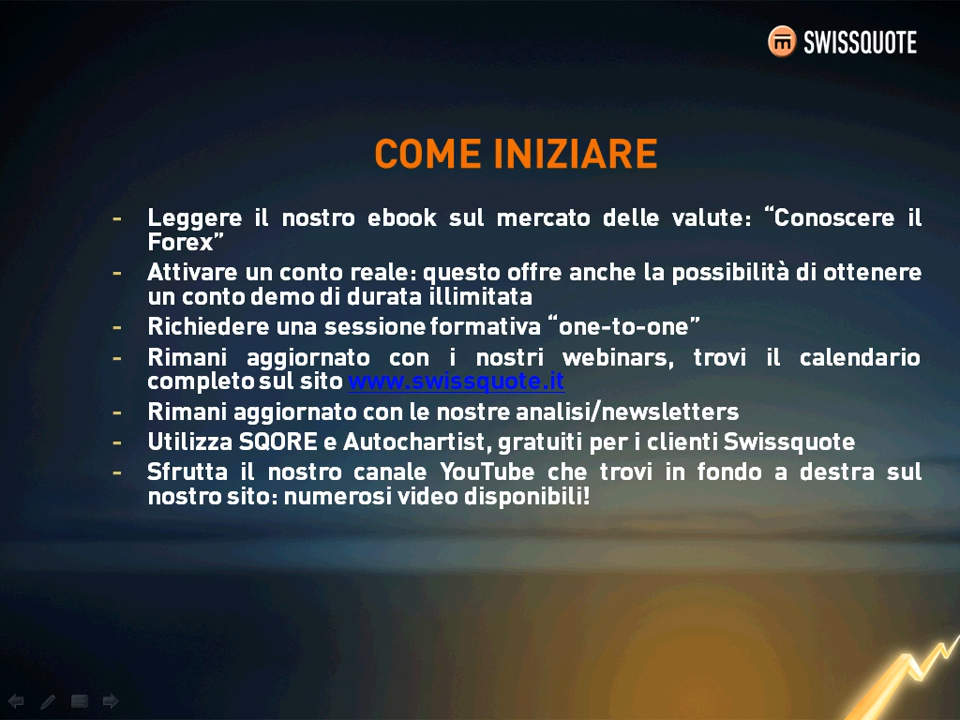 SWISSQUOTE
COME INIZIARE
- Leggere il nostro ebook sul mercato delle valute: “Conoscere il
Forex”
- Attivare un conto reale: questo offre anche la possibilità di ottenere
un conto demo di durata illimitata
- Richiedere una sessione formativa “one-to-one”
- Rimani aggiornato con i nostri webinars, trovi il calendario
completo sul sito www.swissquote.it
- Rimani aggiornato con le nostre analisi/newsletters
- Utilizza SQORE e Autochartist, gratuiti per i clienti Swissquote
- Sfrutta il nostro canale YouTube che trovi in fondo a destra sul
nostro sito: numerosi video disponibili!